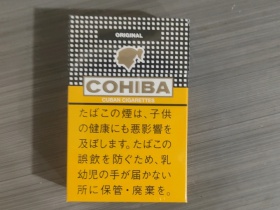 ORIGINAL
COHIBA
CUBAN CIGARETTES
たばこの煙は、子供
の健康にも悪影響を
及ぼします。たばこの
誤飲を防ぐため、乳
幼児の手が届かない
所に保管・廃棄を。